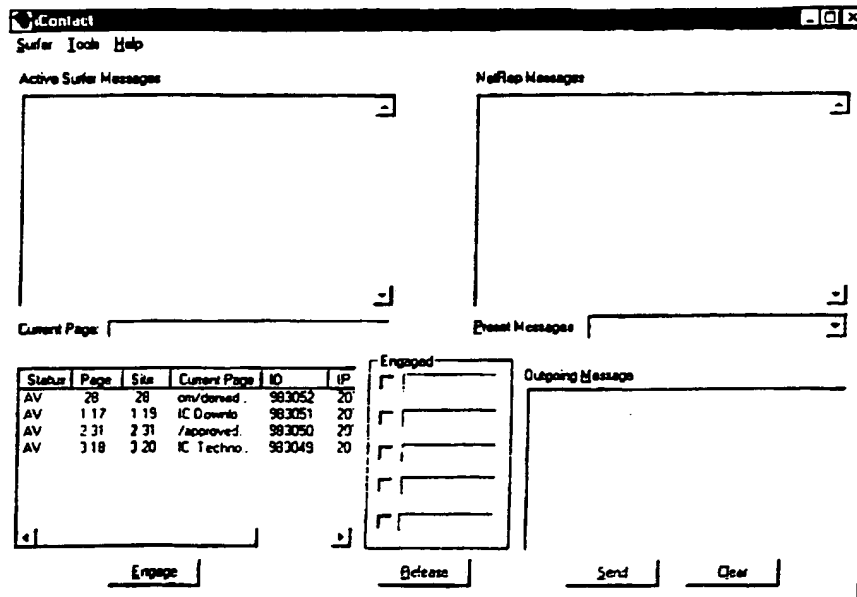 iContact
Surfer Tools Help
Active Surfer Messages
NetRep Messages
Current Page:
Preset Messages
Engaged
Outgoing Message
Status Page Site Current Page ID IP
AV 28 28 om/denied . 983052 20
AV 1 17 1 19 IC Downlo 983051 20
AV 2 31 2 31 /approved. 983050 20
AV 3 18 3 20 IC Techno. 983049 20
Engage
Release
Send
Clear